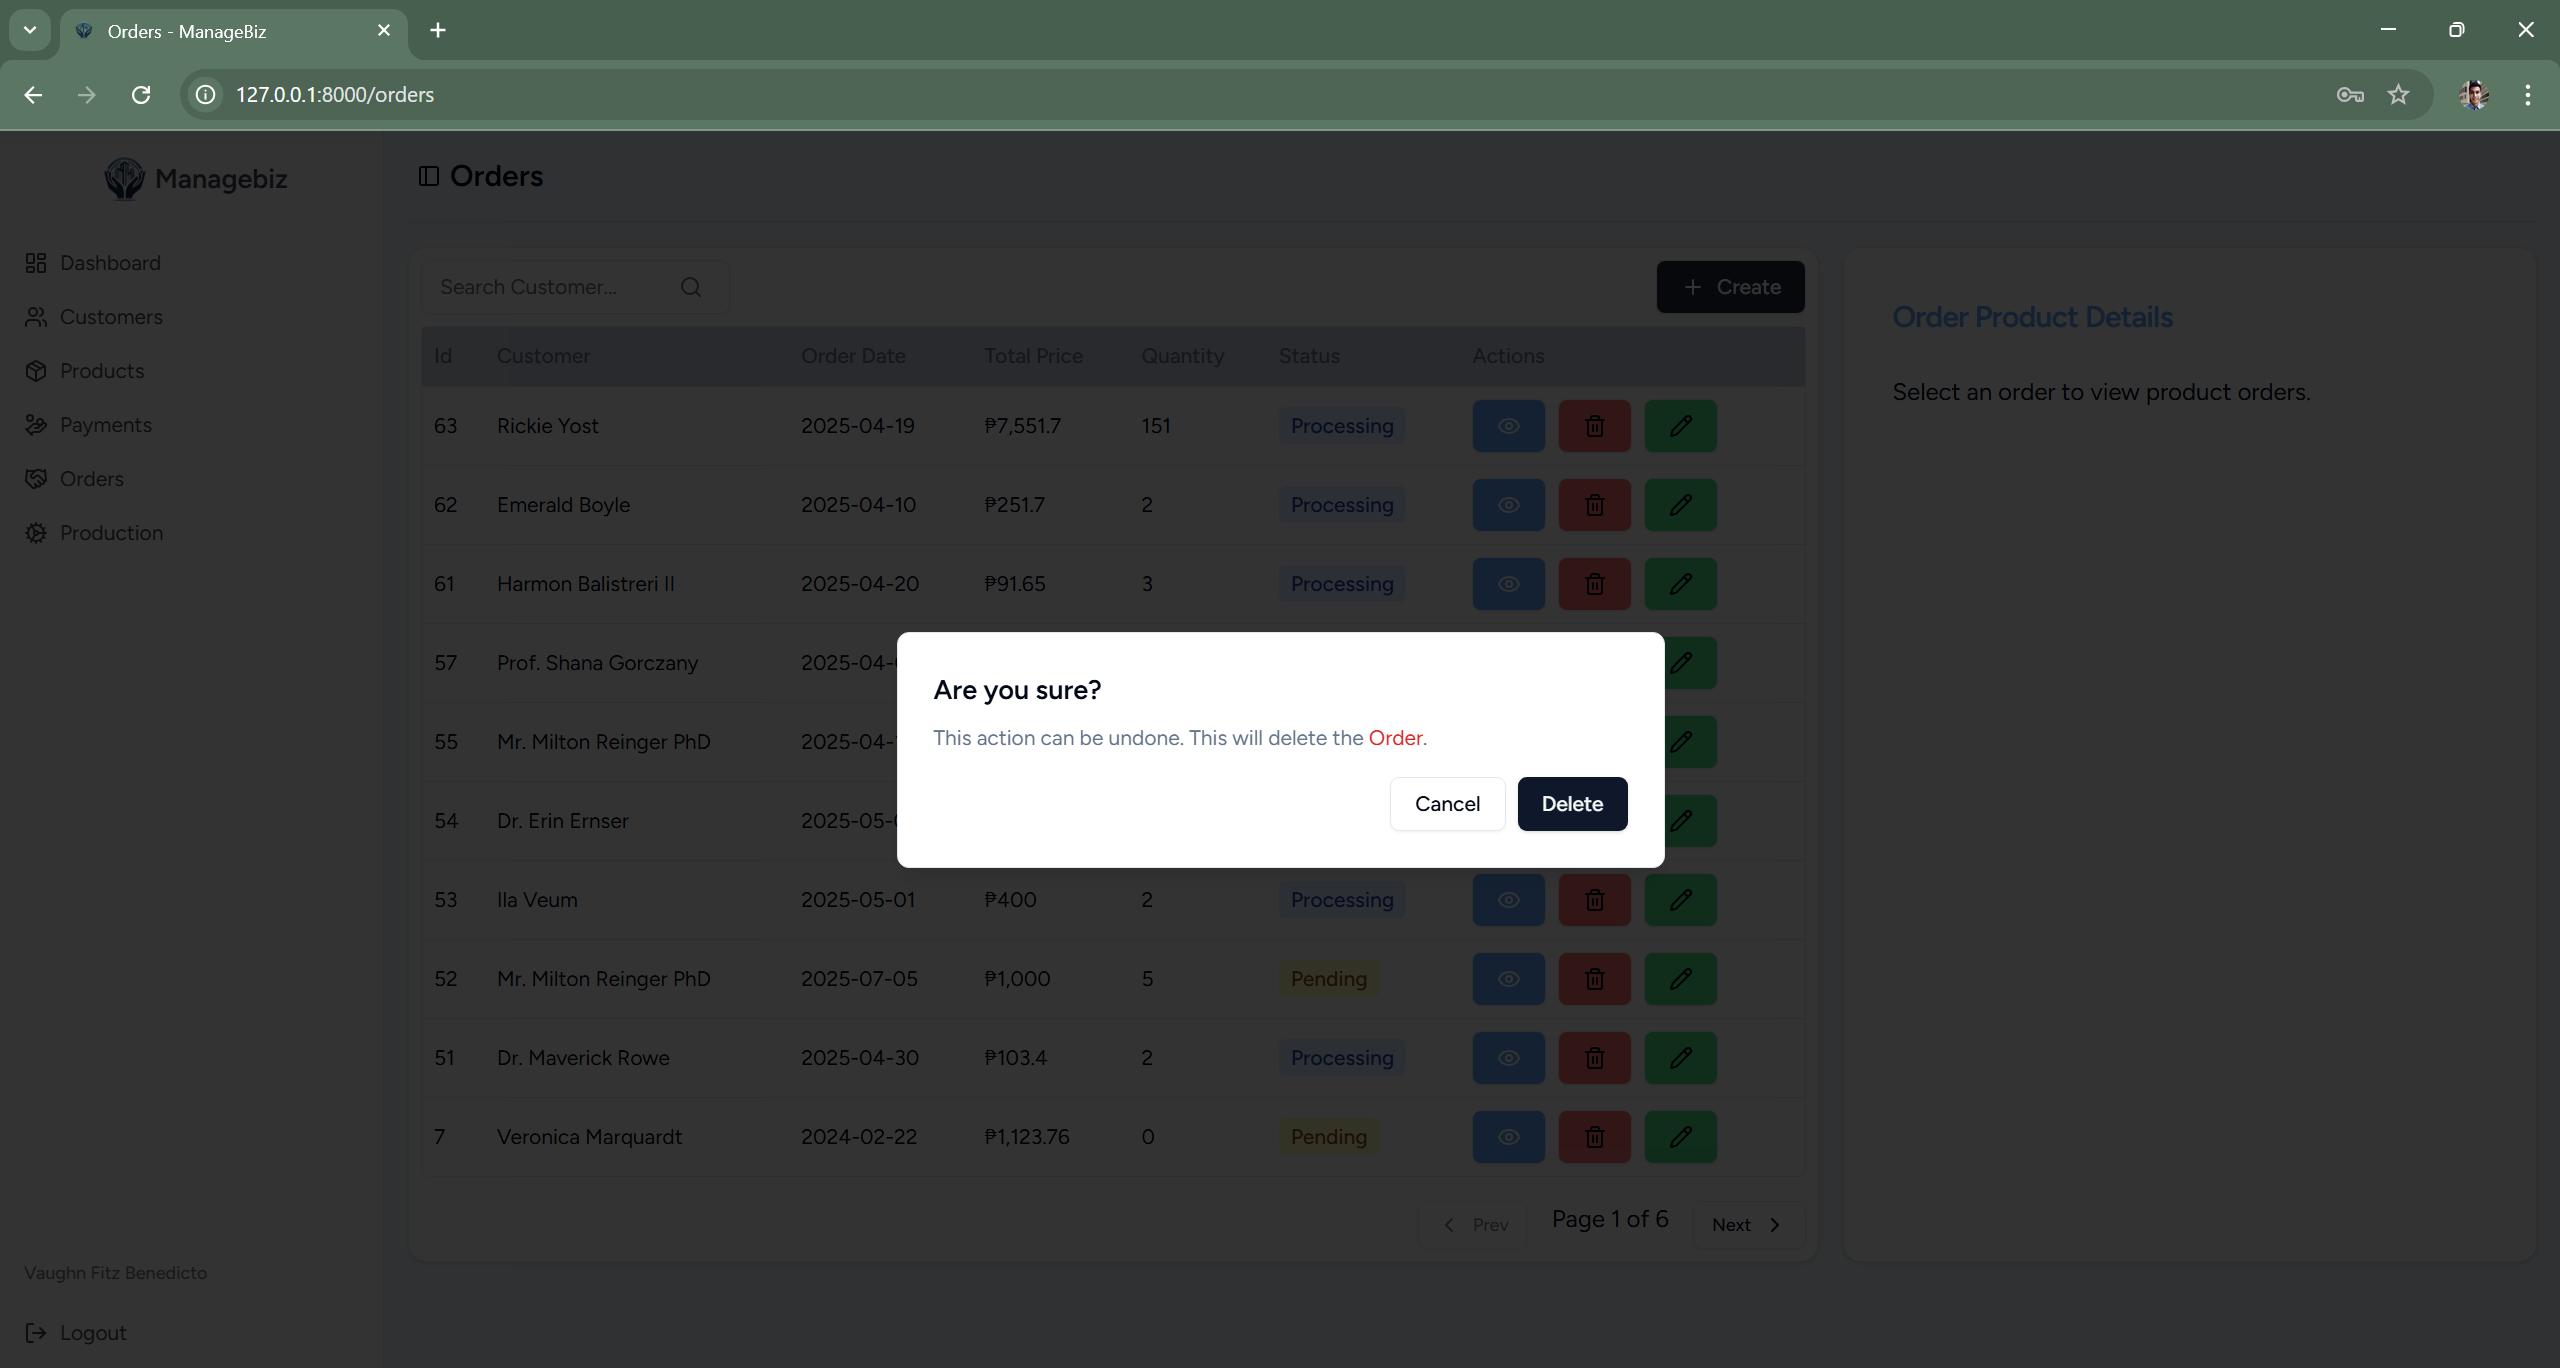 Orders - ManageBiz
127.0.0.1:8000/orders
Managebiz
Orders
Dashboard
Customers
Products
Payments
Orders
Production
Vaughn Fitz Benedicto
Logout
Search Customer...
Create
Id Customer Order Date Total Price Quantity Status Actions
63 Rickie Yost 2025-04-19 ₱7,551.7 151 Processing
62 Emerald Boyle 2025-04-10 ₱251.7 2 Processing
61 Harmon Balistreri II 2025-04-20 ₱91.65 3 Processing
57 Prof. Shana Gorczany 2025-04-
55 Mr. Milton Reinger PhD 2025-04-
54 Dr. Erin Ernser 2025-05-
53 Ila Veum 2025-05-01 ₱400 2 Processing
52 Mr. Milton Reinger PhD 2025-07-05 ₱1,000 5 Pending
51 Dr. Maverick Rowe 2025-04-30 ₱103.4 2 Processing
7 Veronica Marquardt 2024-02-22 ₱1,123.76 0 Pending
Prev Page 1 of 6 Next
Are you sure?
This action can be undone. This will delete the Order.
Cancel Delete
Order Product Details
Select an order to view product orders.